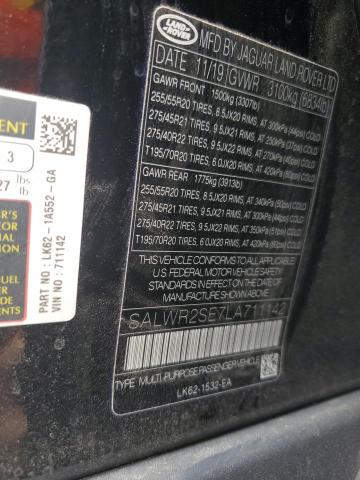 LAND ROVER
MFD BY JAGUAR LAND ROVER LTD
DATE 11/19 GVWR 3100kg (6834lb)
GAWR FRONT 1500kg (3307lb)
255/55R20 TIRES, 8.5JX20 RIMS, AT 300kPa (44psi) COLD
275/45R21 TIRES, 9.5JX21 RIMS, AT 250kPa (37psi) COLD
275/40R22 TIRES, 9.5JX22 RIMS, AT 270kPa (40psi) COLD
T195/70R20 TIRES, 6.0JX20 RIMS, AT 420kPa (60psi) COLD
GAWR REAR 1775kg (3913lb)
255/55R20 TIRES, 8.5JX20 RIMS, AT 340kPa (50psi) COLD
275/45R21 TIRES, 9.5JX21 RIMS, AT 300kPa (44psi) COLD
275/40R22 TIRES, 9.5JX22 RIMS, AT 350kPa (51psi) COLD
T195/70R20 TIRES, 6.0JX20 RIMS, AT 420kPa (60psi) COLD
THIS VEHICLE CONFORMS TO ALL APPLICABLE
U.S. FEDERAL MOTOR VEHICLE SAFETY
STANDARDS IN EFFECT ON THE DATE OF
MANUFACTURE SHOWN ABOVE.
SALWR2SE7LA711142
TYPE: MULTI-PURPOSE PASSENGER VEHICLE
LK62-1532-EA
PART NO: LK62-1A552-GA
VIN NO: 711142
3
27 lbs
lb